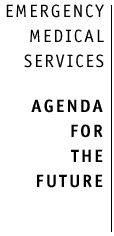 EMERGENCY
MEDICAL
SERVICES
AGENDA
FOR
THE
FUTURE